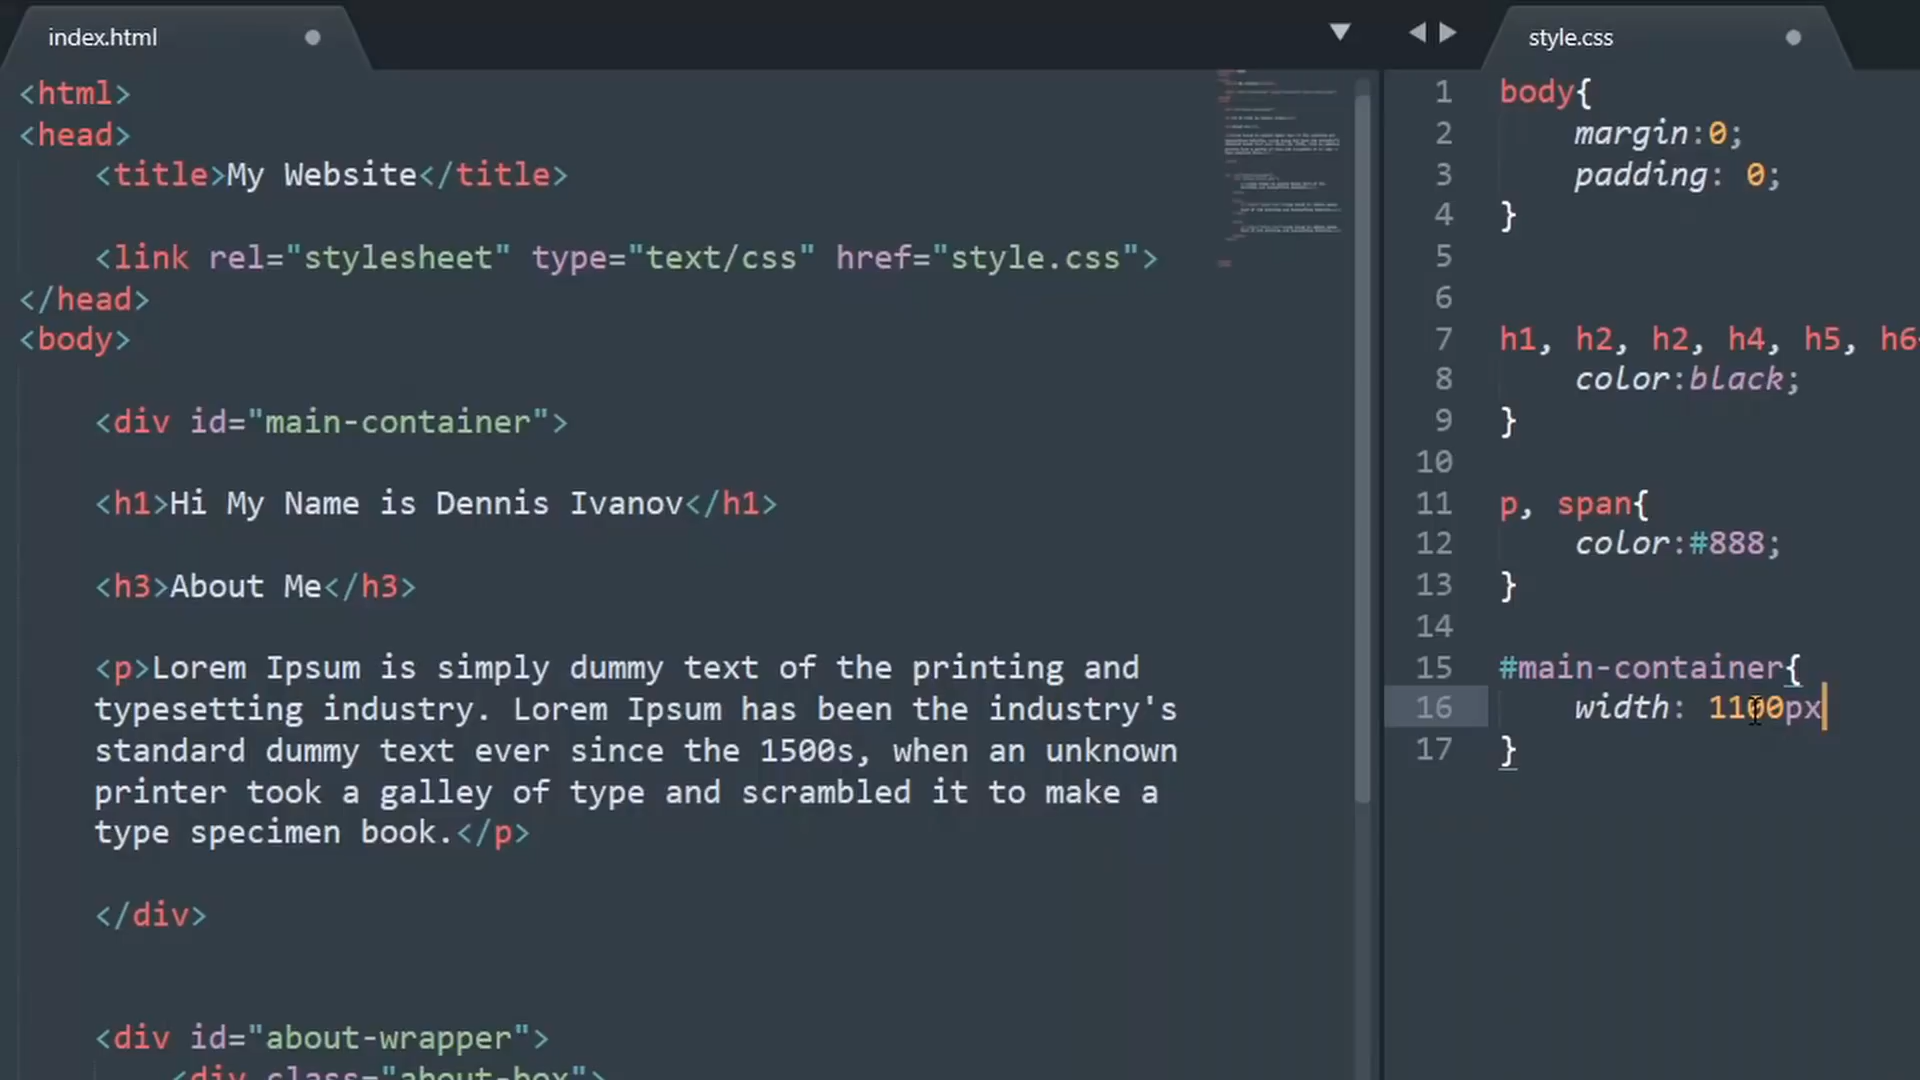 index.html
<html>
<head>
<title>My Website</title>
<link rel="stylesheet" type="text/css" href="style.css">
</head>
<body>
<div id="main-container">
<h1>Hi My Name is Dennis Ivanov</h1>
<h3>About Me</h3>
<p>Lorem Ipsum is simply dummy text of the printing and
typesetting industry. Lorem Ipsum has been the industry's
standard dummy text ever since the 1500s, when an unknown
printer took a galley of type and scrambled it to make a
type specimen book.</p>
</div>
<div id="about-wrapper">
<div class="about-box">
style.css
1 body{
2 margin:0;
3 padding: 0;
4 }
5
6
7 h1, h2, h2, h4, h5, h6
8 color:black;
9 }
10
11 p, span{
12 color:#888;
13 }
14
15 #main-container{
16 width: 1100px
17 }